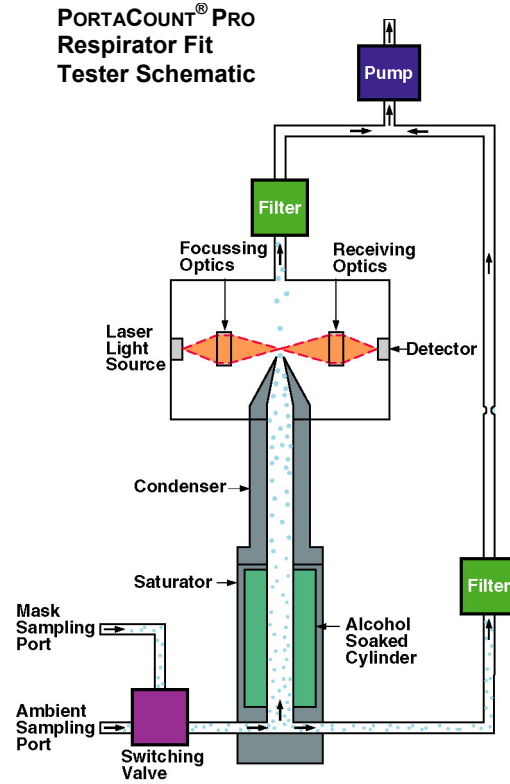 PORTACOUNT® PRO
Respirator Fit
Tester Schematic
Pump
Filter
Focussing
Optics
Receiving
Optics
Laser
Light
Source
Detector
Condenser
Saturator
Filter
Mask
Sampling
Port
Alcohol
Soaked
Cylinder
Ambient
Sampling
Port
Switching
Valve